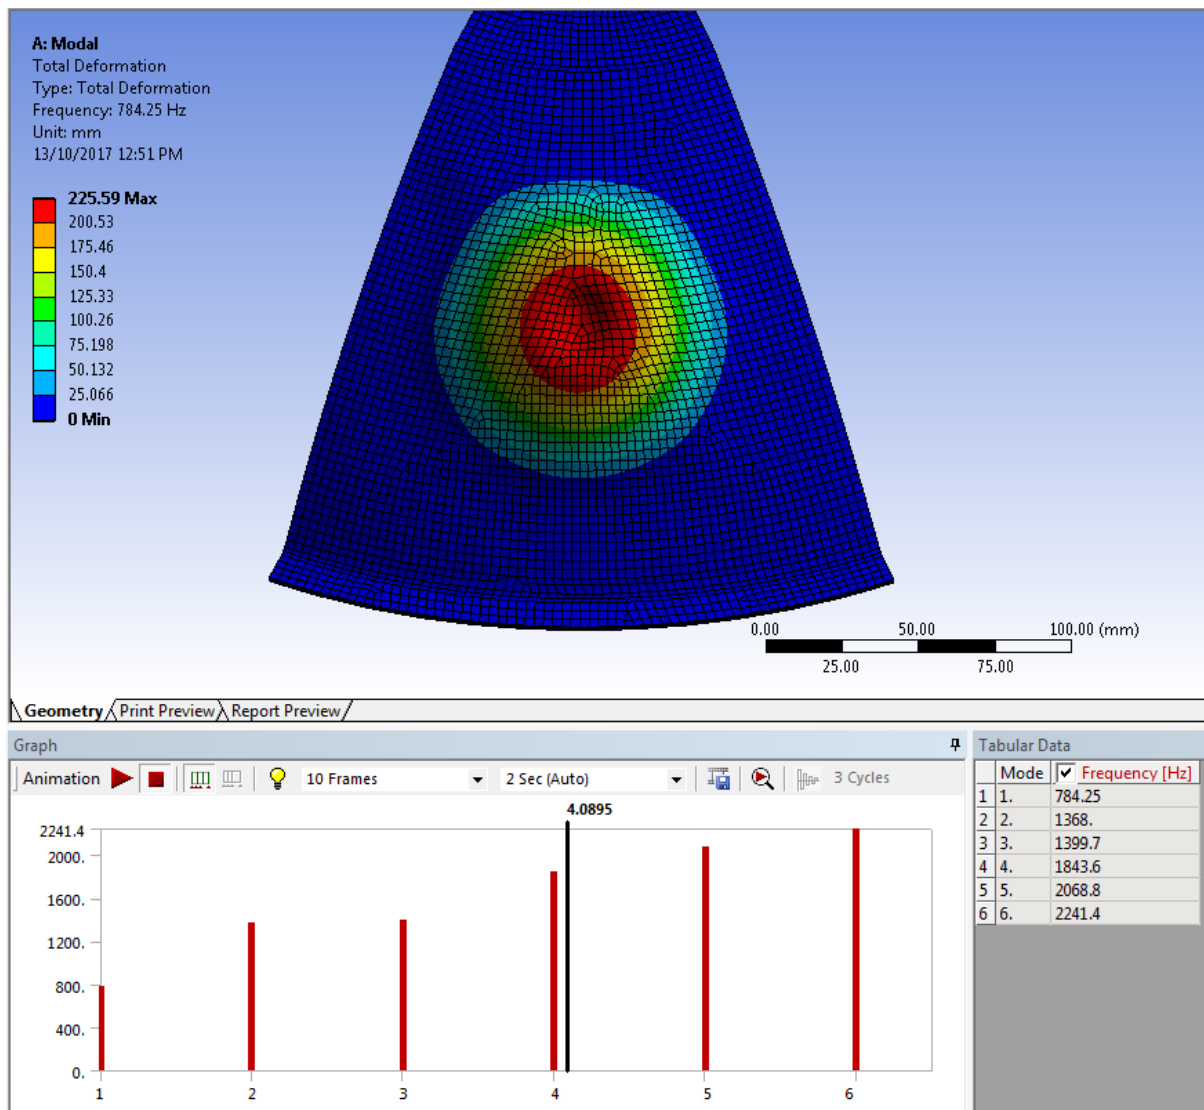 A: Modal
Total Deformation
Type: Total Deformation
Frequency: 784.25 Hz
Unit: mm
13/10/2017 12:51 PM
225.59 Max
200.53
175.46
150.4
125.33
100.26
75.198
50.132
25.066
0 Min
0.00 50.00 100.00 (mm)
25.00 75.00
Geometry Print Preview Report Preview
Graph
Animation 10 Frames 2 Sec (Auto) 3 Cycles
4.0895
2241.4
2000.
1600.
1200.
800.
400.
0.
1 2 3 4 5 6
Tabular Data
Mode Frequency [Hz]
1 1. 784.25
2 2. 1368.
3 3. 1399.7
4 4. 1843.6
5 5. 2068.8
6 6. 2241.4